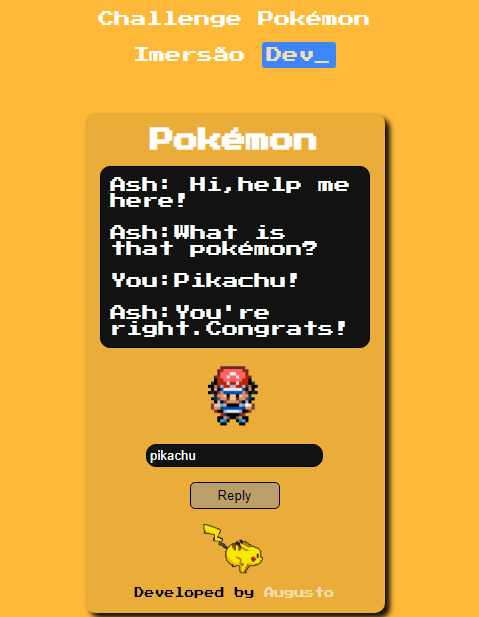 Challenge Pokémon
Imersão Dev_
Pokémon
Ash: Hi,help me
here!
Ash:What is
that pokémon?
You:Pikachu!
Ash:You're
right.Congrats!
pikachu
Reply
Developed by Augusto